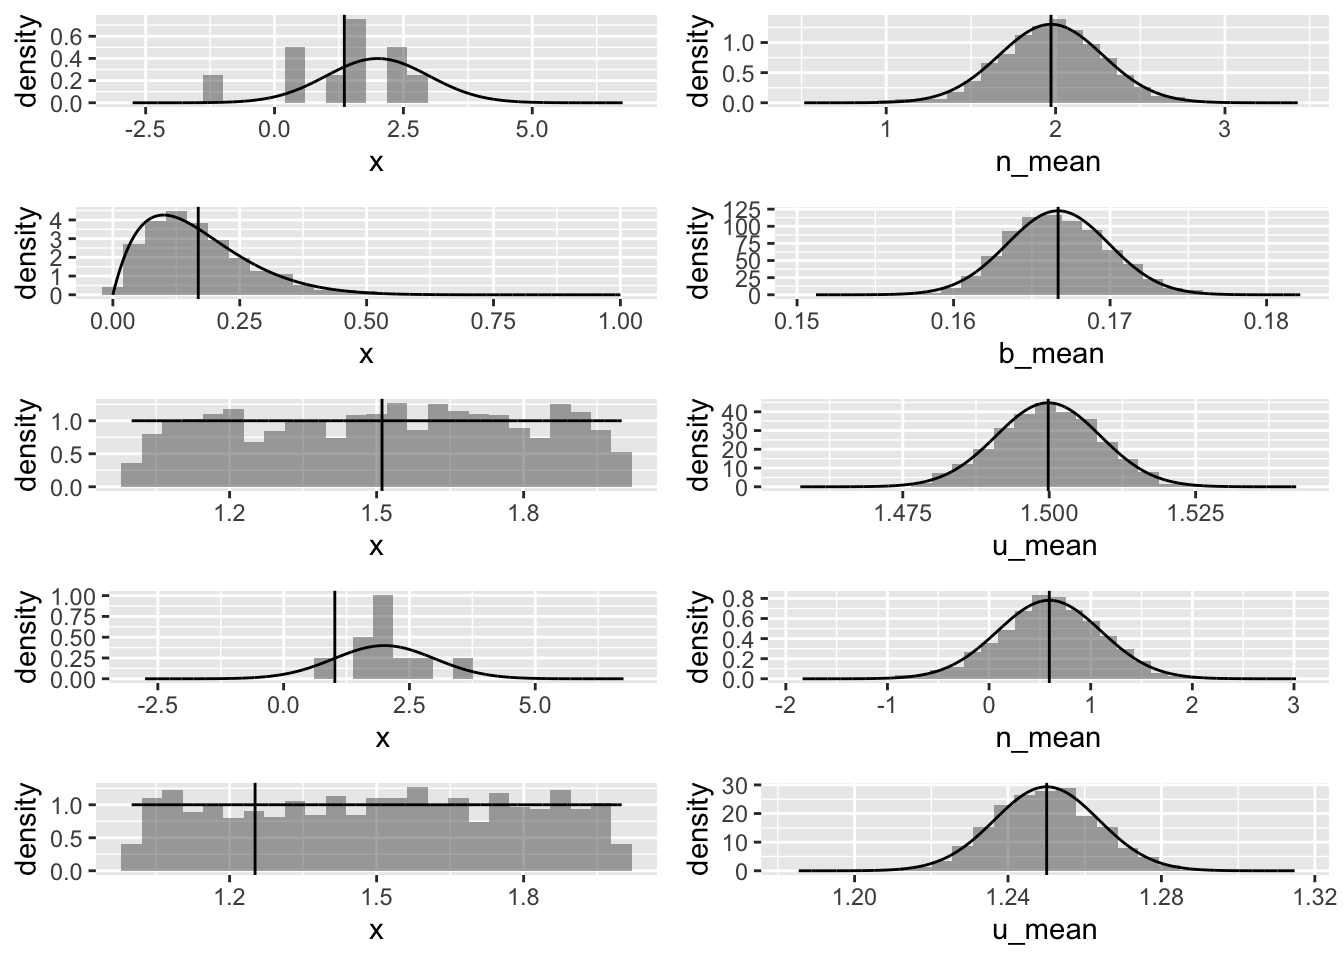 density
0.6
0.4
0.2
0.0
-2.5 0.0 2.5 5.0
x
density
1.0
0.5
0.0
1 2 3
n_mean
density
4
3
2
1
0
0.00 0.25 0.50 0.75 1.00
x
density
125
100
75
50
25
0
0.15 0.16 0.17 0.18
b_mean
density
1.0
0.5
0.0
1.2 1.5 1.8
x
density
40
30
20
10
0
1.475 1.500 1.525
u_mean
density
1.00
0.75
0.50
0.25
0.00
-2.5 0.0 2.5 5.0
x
density
0.8
0.6
0.4
0.2
0.0
-2 -1 0 1 2 3
n_mean
density
1.0
0.5
0.0
1.2 1.5 1.8
x
density
30
20
10
0
1.20 1.24 1.28 1.32
u_mean